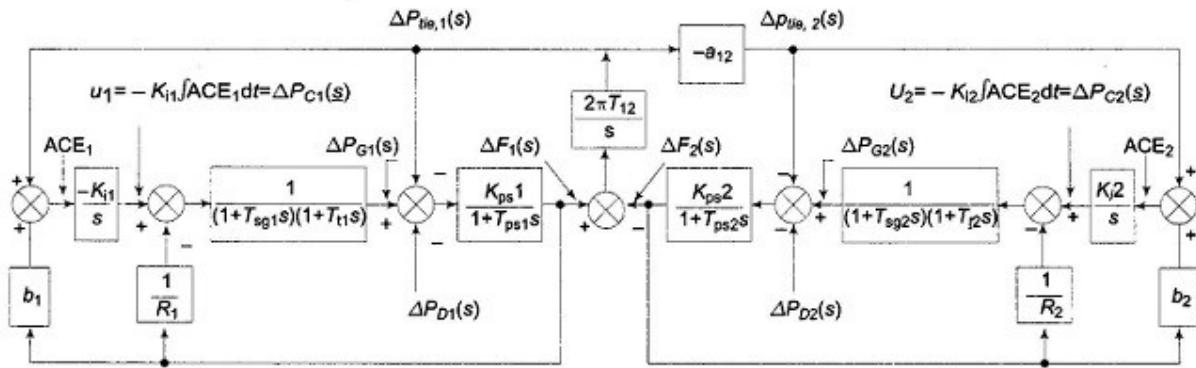 ΔP_tie,1(s)
Δp_tie, 2(s)
-a_12
u_1 = - K_i1∫ACE_1dt=ΔP_C1(s)
2πT_12
s
U_2 = - K_i2∫ACE_2dt=ΔP_C2(s)
ACE_1
ΔP_G1(s)
ΔF_1(s)
ΔF_2(s)
ΔP_G2(s)
ACE_2
+
+
-K_i1
s
+
-
1
(1+T_sg1s)(1+T_t1s)
+
-
-
K_ps1
1+T_ps1s
+
-
K_ps2
1+T_ps2s
-
+
-
1
(1+T_sg2s)(1+T_j2s)
-
+
K_i2
s
+
+
b_1
1
R_1
ΔP_D1(s)
ΔP_D2(s)
1
R_2
b_2